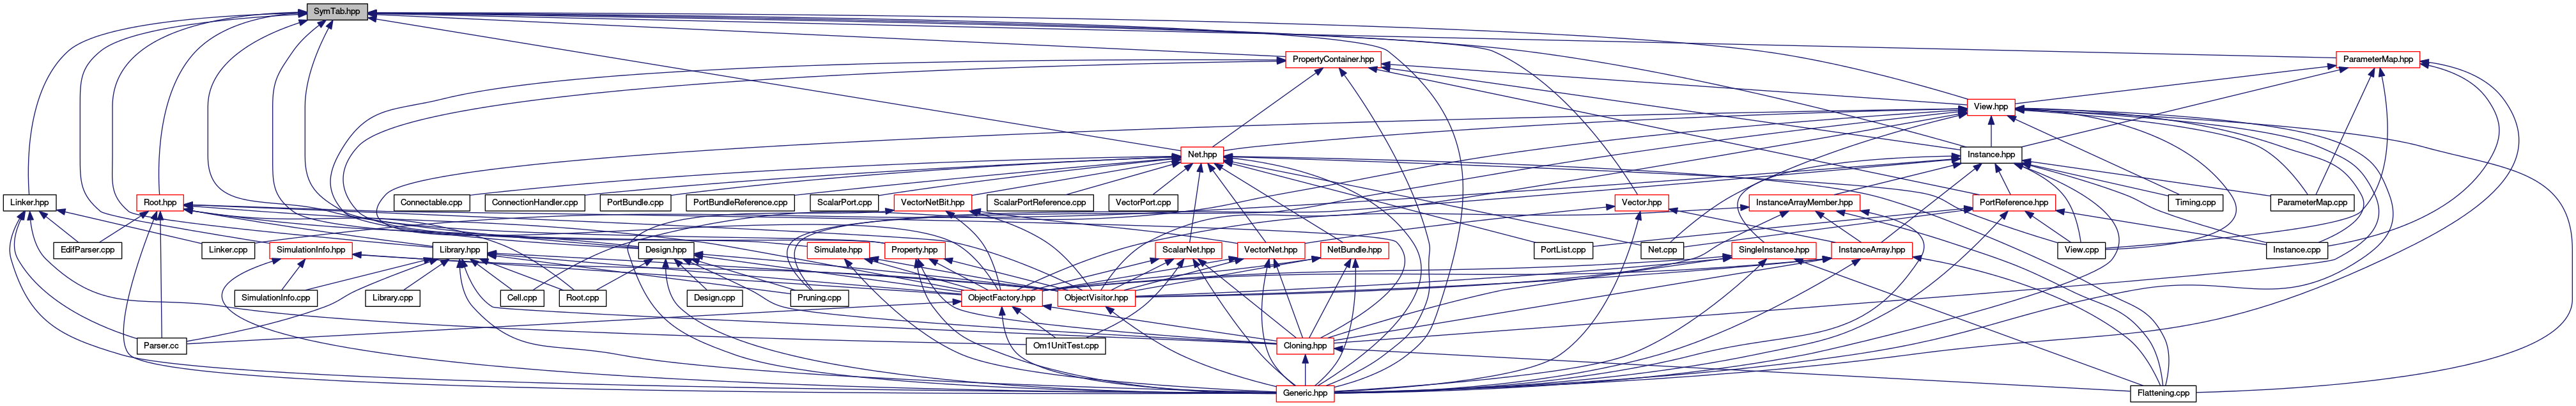 SymTab.hpp
PropertyContainer.hpp
ParameterMap.hpp
View.hpp
Net.hpp
Instance.hpp
Linker.hpp
Root.hpp
Connectable.cpp
ConnectionHandler.cpp
PortBundle.cpp
PortBundleReference.cpp
ScalarPort.cpp
VectorNetBit.hpp
ScalarPortReference.cpp
VectorPort.cpp
Vector.hpp
InstanceArrayMember.hpp
PortReference.hpp
Timing.cpp
ParameterMap.cpp
EdifParser.cpp
Linker.cpp
SimulationInfo.hpp
Library.hpp
Design.hpp
Simulate.hpp
Property.hpp
ScalarNet.hpp
VectorNet.hpp
NetBundle.hpp
PortList.cpp
Net.cpp
SingleInstance.hpp
InstanceArray.hpp
View.cpp
Instance.cpp
SimulationInfo.cpp
Library.cpp
Cell.cpp
Root.cpp
Design.cpp
Pruning.cpp
ObjectFactory.hpp
ObjectVisitor.hpp
Parser.cc
Om1UnitTest.cpp
Cloning.hpp
Generic.hpp
Flattening.cpp